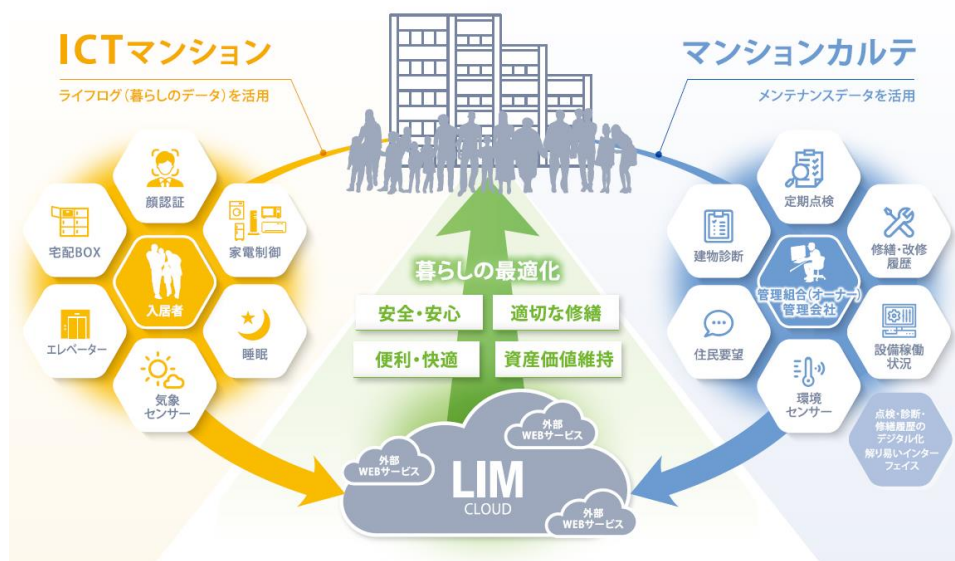 ICTマンション
ライフログ（暮らしのデータ）を活用
顔認証
宅配BOX
家電制御
入居者
エレベーター
睡眠
気象
センサー
マンションカルテ
メンテナンスデータを活用
定期点検
建物診断
修繕・改修
履歴
管理組合（オーナー）
管理会社
住民要望
設備稼働
状況
環境
センサー
点検・診断・
修繕履歴の
デジタル化
解り易いインター
フェイス
暮らしの最適化
安全・安心
適切な修繕
便利・快適
資産価値維持
外部
WEBサービス
外部
WEBサービス
LIM
CLOUD
外部
WEBサービス